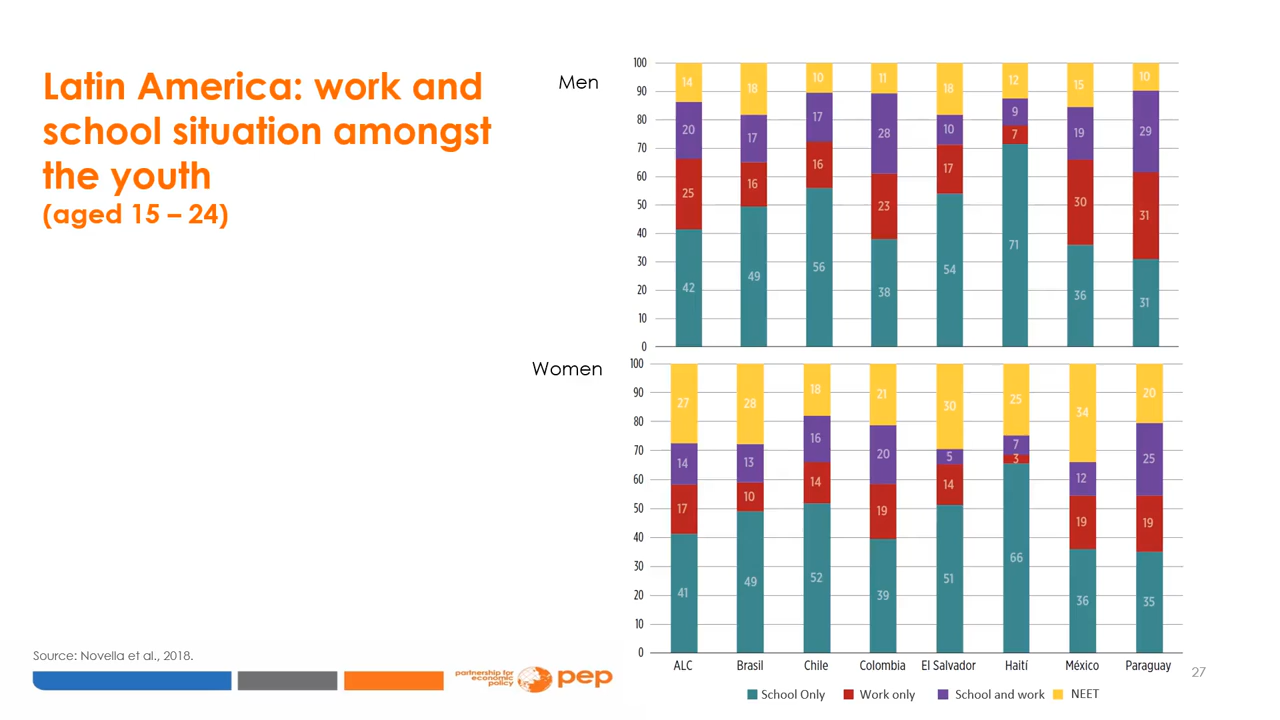 Latin America: work and
school situation amongst
the youth
(aged 15 – 24)
Men
100
90
80
70
60
50
40
30
20
10
0
14 18 10 11 18 12 15 10
20 17 17 28 10 9 19 29
25 16 16 23 17 7 30 31
42 49 56 38 54 71 36 31
Women
100
90
80
70
60
50
40
30
20
10
0
27 28 18 21 30 25 34 20
14 13 16 20 5 7 12 25
17 10 14 19 14 3 19 19
41 49 52 39 51 66 36 35
ALC Brasil Chile Colombia El Salvador Haití México Paraguay
School Only Work only School and work NEET
Source: Novella et al., 2018.
partnership for
economic
policy
pep
27